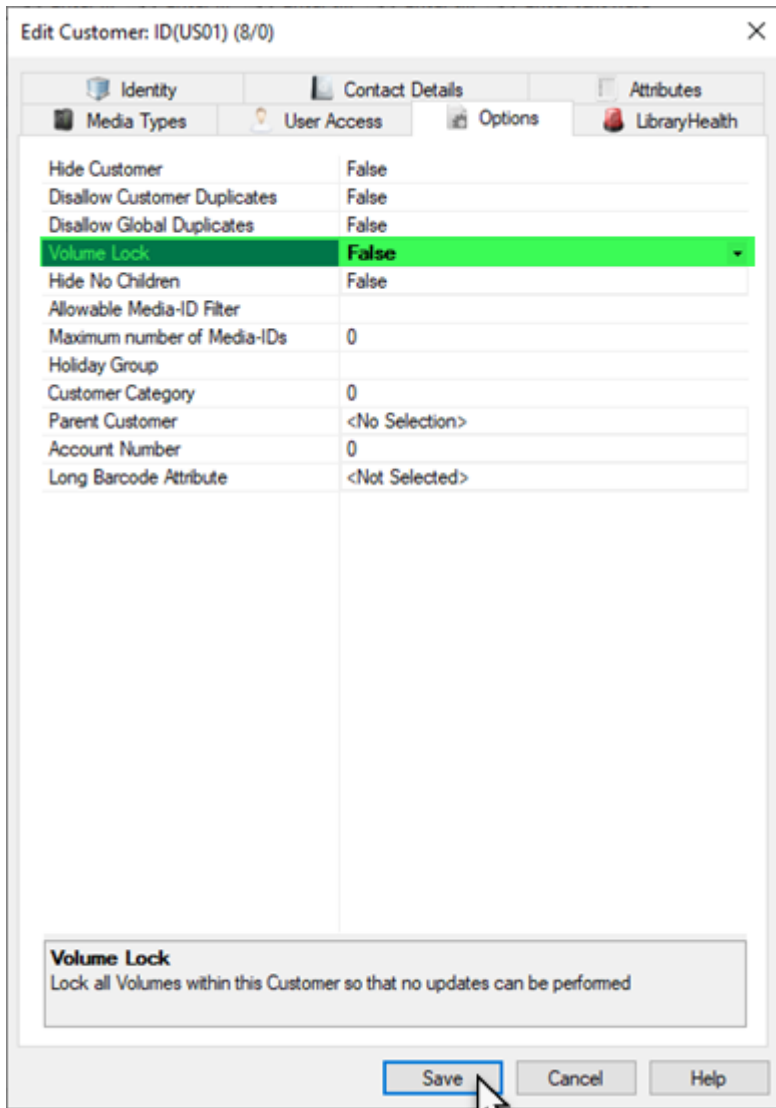 Edit Customer: ID(US01) (8/0)
Identity Contact Details Attributes
Media Types User Access Options LibraryHealth
Hide Customer False
Disallow Customer Duplicates False
Disallow Global Duplicates False
Volume Lock False
Hide No Children False
Allowable Media-ID Filter
Maximum number of Media-IDs 0
Holiday Group
Customer Category 0
Parent Customer <No Selection>
Account Number 0
Long Barcode Attribute <Not Selected>
Volume Lock
Lock all Volumes within this Customer so that no updates can be performed
Save Cancel Help